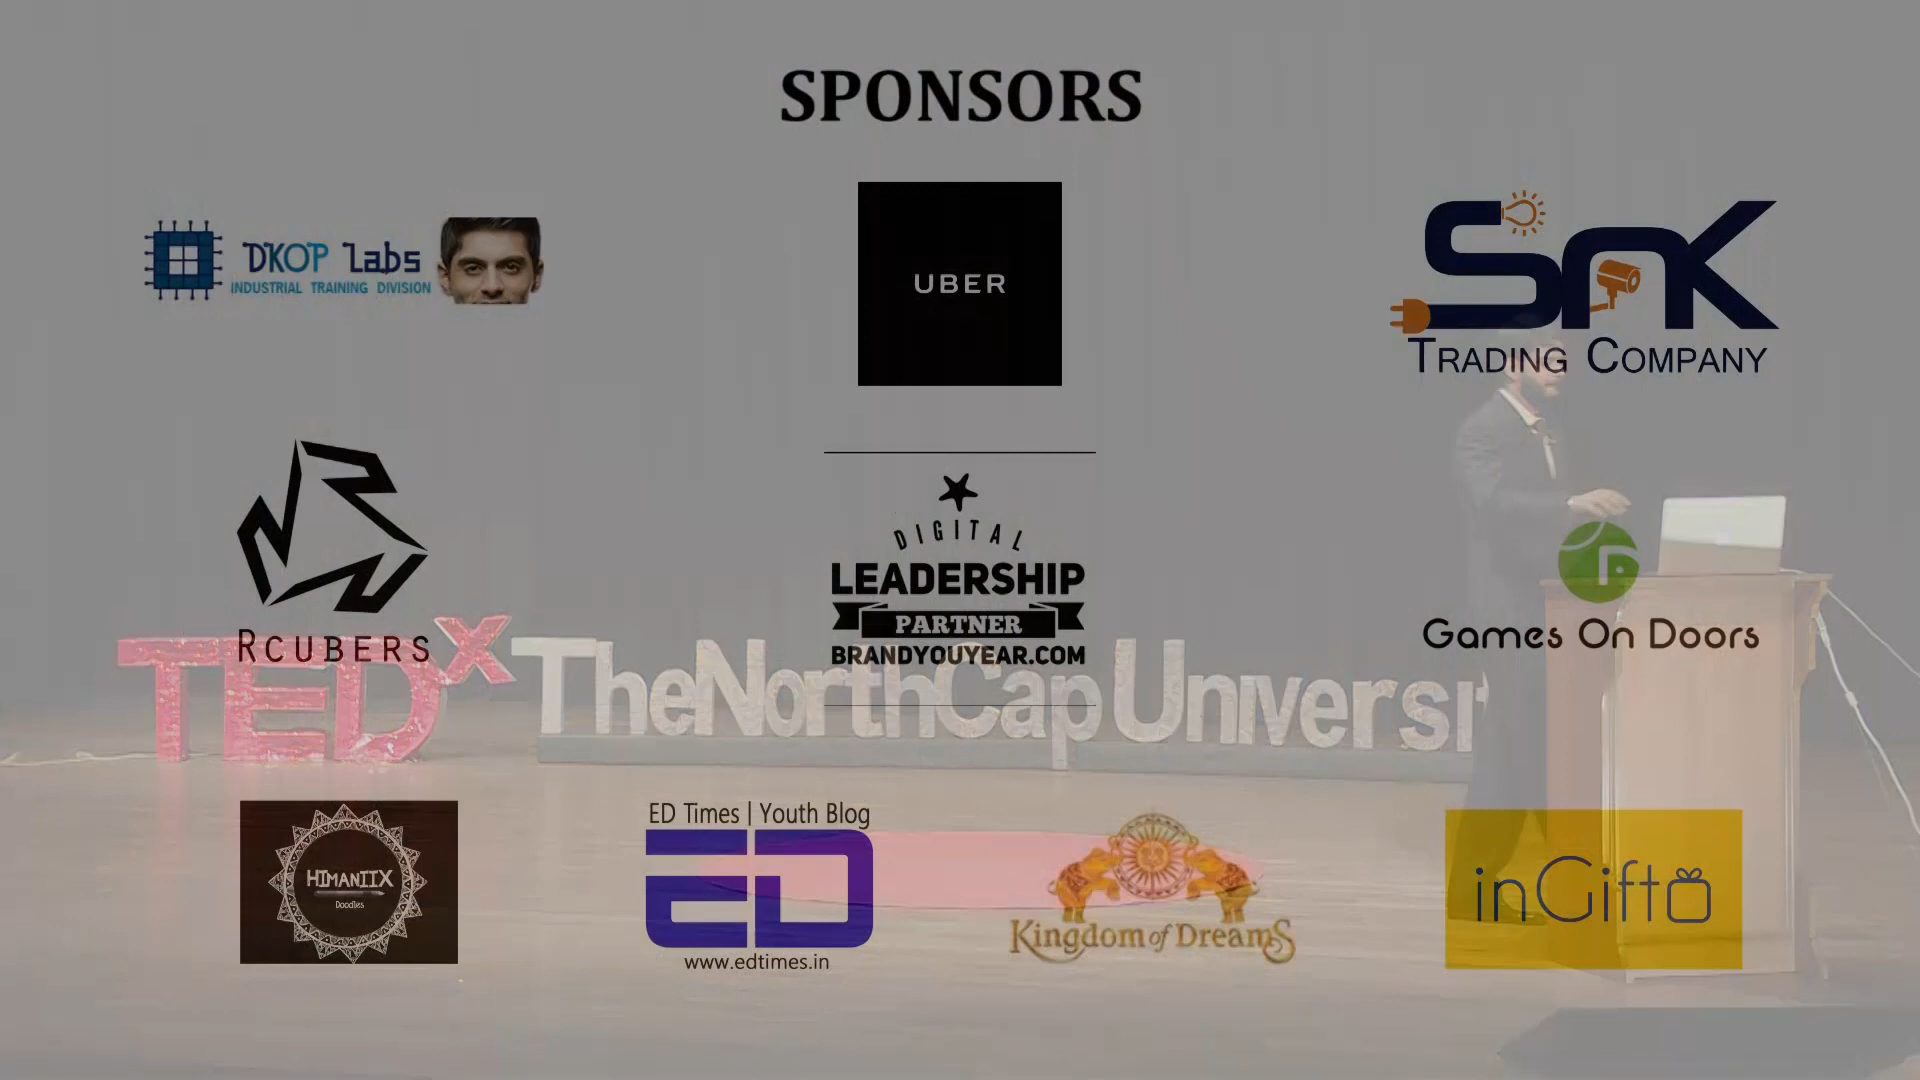 SPONSORS
DKOP Labs
INDUSTRIAL TRAINING DIVISION
UBER
SnK
TRADING COMPANY
RCUBERS
DIGITAL
LEADERSHIP
PARTNER
BRANDYOUYEAR.COM
Games On Doors
TEDx TheNorthCap Universi
HIMANIIX
Doodles
ED Times | Youth Blog
ED
www.edtimes.in
Kingdom of Dreams
inGifto